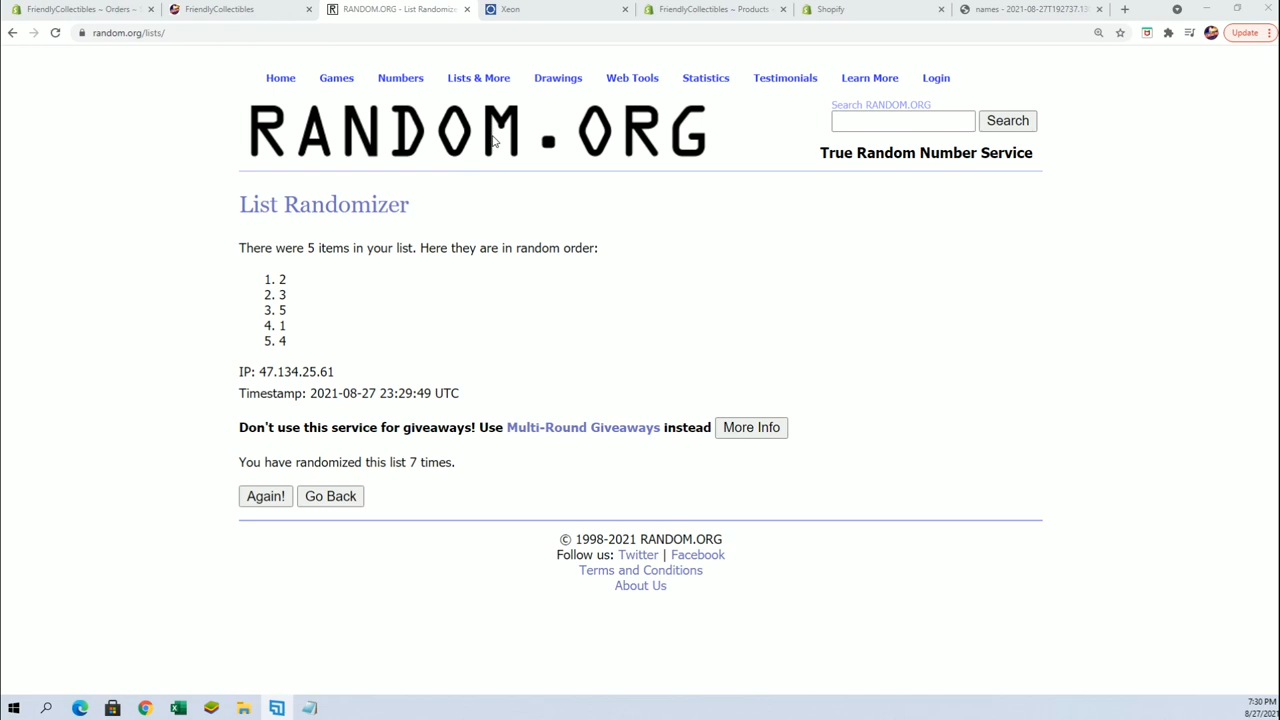 FriendlyCollectibles ~ Orders ~ S
FriendlyCollectibles
RANDOM.ORG - List Randomizer
Xeon
FriendlyCollectibles ~ Products
Shopify
names - 2021-08-27T192737.13
random.org/lists/
Update
Home Games Numbers Lists & More Drawings Web Tools Statistics Testimonials Learn More Login
RANDOM.ORG
Search RANDOM.ORG
Search
True Random Number Service
List Randomizer
There were 5 items in your list. Here they are in random order:
1. 2
2. 3
3. 5
4. 1
5. 4
IP: 47.134.25.61
Timestamp: 2021-08-27 23:29:49 UTC
Don't use this service for giveaways! Use Multi-Round Giveaways instead More Info
You have randomized this list 7 times.
Again! Go Back
© 1998-2021 RANDOM.ORG
Follow us: Twitter | Facebook
Terms and Conditions
About Us
7:30 PM
8/27/2021